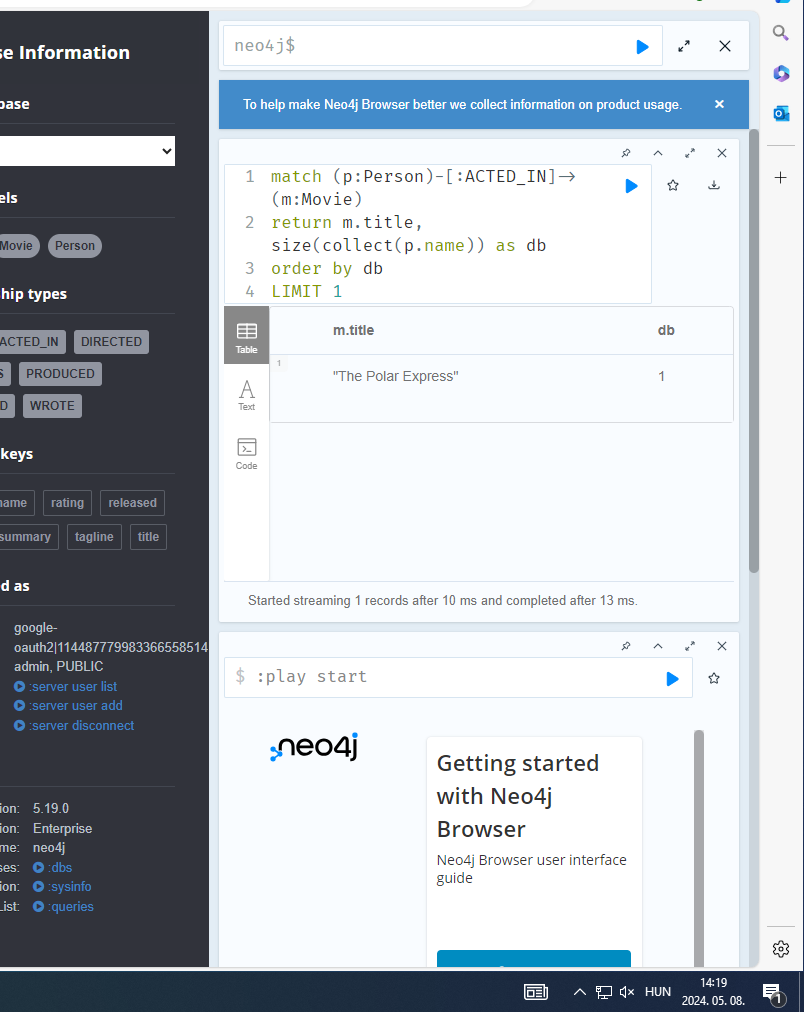 se Information
neo4j$
base
To help make Neo4j Browser better we collect information on product usage.
els
Movie
Person
1 match (p:Person)-[:ACTED_IN]->
(m:Movie)
2 return m.title,
size(collect(p.name)) as db
3 order by db
4 LIMIT 1
ship types
ACTED_IN
DIRECTED
S
PRODUCED
D
WROTE
Table
Text
Code
m.title
db
1
"The Polar Express"
1
keys
name
rating
released
summary
tagline
title
Started streaming 1 records after 10 ms and completed after 13 ms.
d as
google-
oauth2|114487779983366558514
admin, PUBLIC
:server user list
:server user add
:server disconnect
$ :play start
neo4j
Getting started
with Neo4j
Browser
Neo4j Browser user interface
guide
ion: 5.19.0
ion: Enterprise
me: neo4j
ses: :dbs
ion: :sysinfo
List: :queries
HUN
14:19
2024. 05. 08.
1